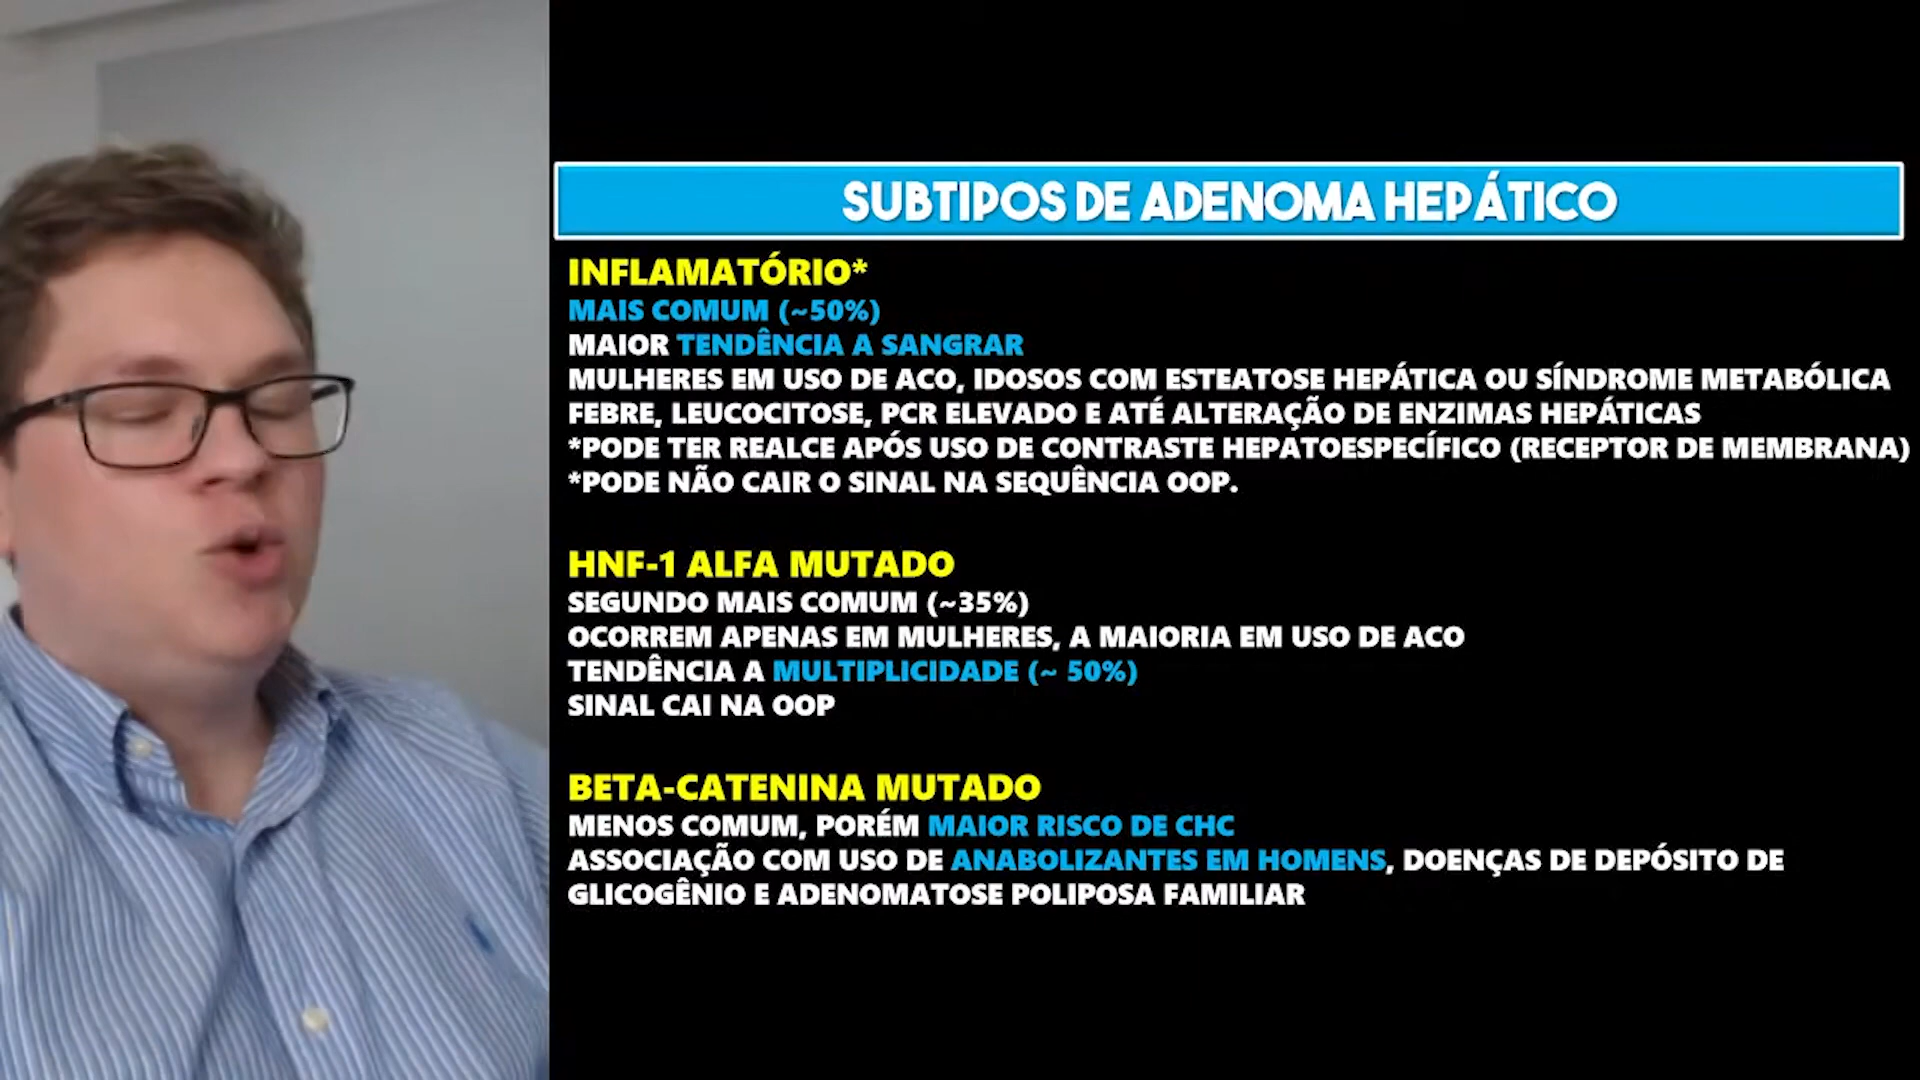 SUBTIPOS DE ADENOMA HEPÁTICO
INFLAMATÓRIO*
MAIS COMUM (~50%)
MAIOR TENDÊNCIA A SANGRAR
MULHERES EM USO DE ACO, IDOSOS COM ESTEATOSE HEPÁTICA OU SÍNDROME METABÓLICA
FEBRE, LEUCOCITOSE, PCR ELEVADO E ATÉ ALTERAÇÃO DE ENZIMAS HEPÁTICAS
*PODE TER REALCE APÓS USO DE CONTRASTE HEPATOESPECÍFICO (RECEPTOR DE MEMBRANA)
*PODE NÃO CAIR O SINAL NA SEQUÊNCIA OOP.
HNF-1 ALFA MUTADO
SEGUNDO MAIS COMUM (~35%)
OCORREM APENAS EM MULHERES, A MAIORIA EM USO DE ACO
TENDÊNCIA A MULTIPLICIDADE (~ 50%)
SINAL CAI NA OOP
BETA-CATENINA MUTADO
MENOS COMUM, PORÉM MAIOR RISCO DE CHC
ASSOCIAÇÃO COM USO DE ANABOLIZANTES EM HOMENS, DOENÇAS DE DEPÓSITO DE
GLICOGÊNIO E ADENOMATOSE POLIPOSA FAMILIAR